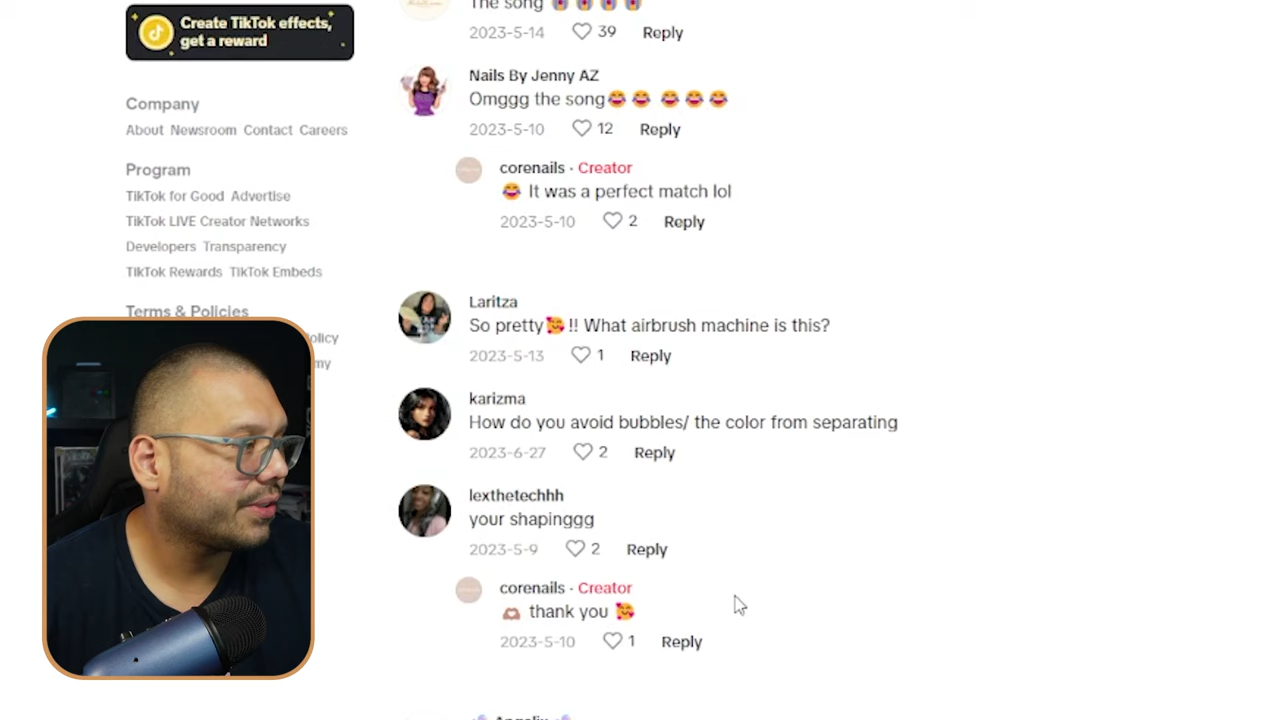 Create TikTok effects,
get a reward
Company
About Newsroom Contact Careers
Program
TikTok for Good Advertise
TikTok LIVE Creator Networks
Developers Transparency
TikTok Rewards TikTok Embeds
Terms & Policies
The song 😭 😭 😭 😭
2023-5-14 39 Reply
Nails By Jenny AZ
Omggg the song😂 😂 😂 😂 😂
2023-5-10 12 Reply
corenails · Creator
😂 It was a perfect match lol
2023-5-10 2 Reply
Laritza
So pretty🥰!! What airbrush machine is this?
2023-5-13 1 Reply
karizma
How do you avoid bubbles/ the color from separating
2023-6-27 2 Reply
lexthetechhh
your shapinggg
2023-5-9 2 Reply
corenails · Creator
🫶🏽 thank you 🥰
2023-5-10 1 Reply